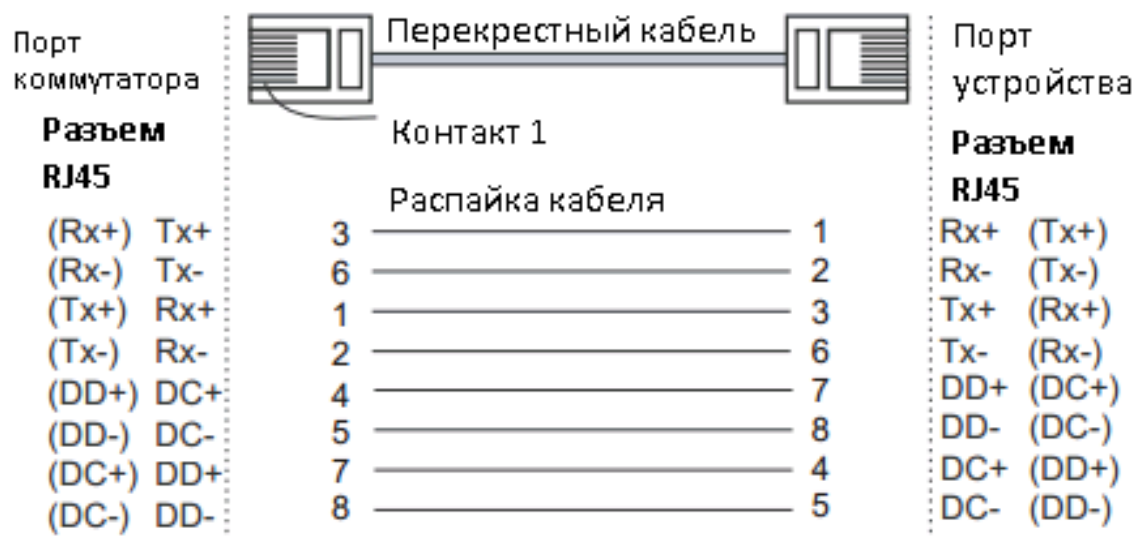 Порт
коммутатора
Разъем
RJ45
Перекрестный кабель
Контакт 1
Распайка кабеля
Порт
устройства
Разъем
RJ45
(Rx+) Tx+ 3 1 Rx+ (Tx+)
(Rx-) Tx- 6 2 Rx- (Tx-)
(Tx+) Rx+ 1 3 Tx+ (Rx+)
(Tx-) Rx- 2 6 Tx- (Rx-)
(DD+) DC+ 4 7 DD+ (DC+)
(DD-) DC- 5 8 DD- (DC-)
(DC+) DD+ 7 4 DC+ (DD+)
(DC-) DD- 8 5 DC- (DD-)